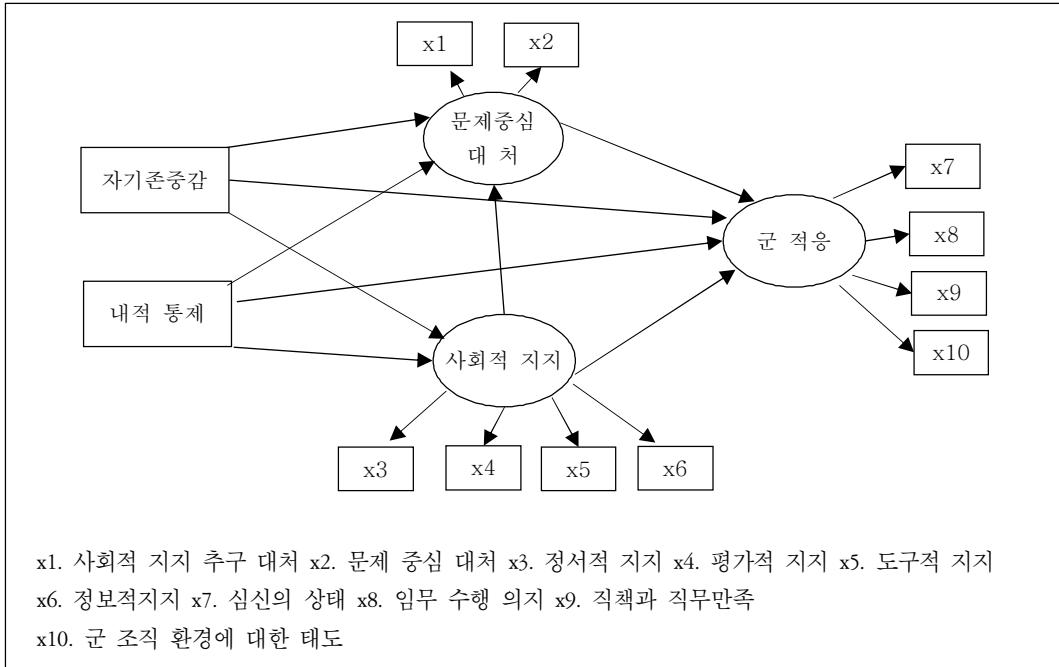 x1
x2
문제중심
대 처
자기존중감
x7
군 적응
x8
내적 통제
x9
사회적 지지
x10
x3
x4
x5
x6
x1. 사회적 지지 추구 대처 x2. 문제 중심 대처 x3. 정서적 지지 x4. 평가적 지지 x5. 도구적 지지
x6. 정보적지지 x7. 심신의 상태 x8. 임무 수행 의지 x9. 직책과 직무만족
x10. 군 조직 환경에 대한 태도